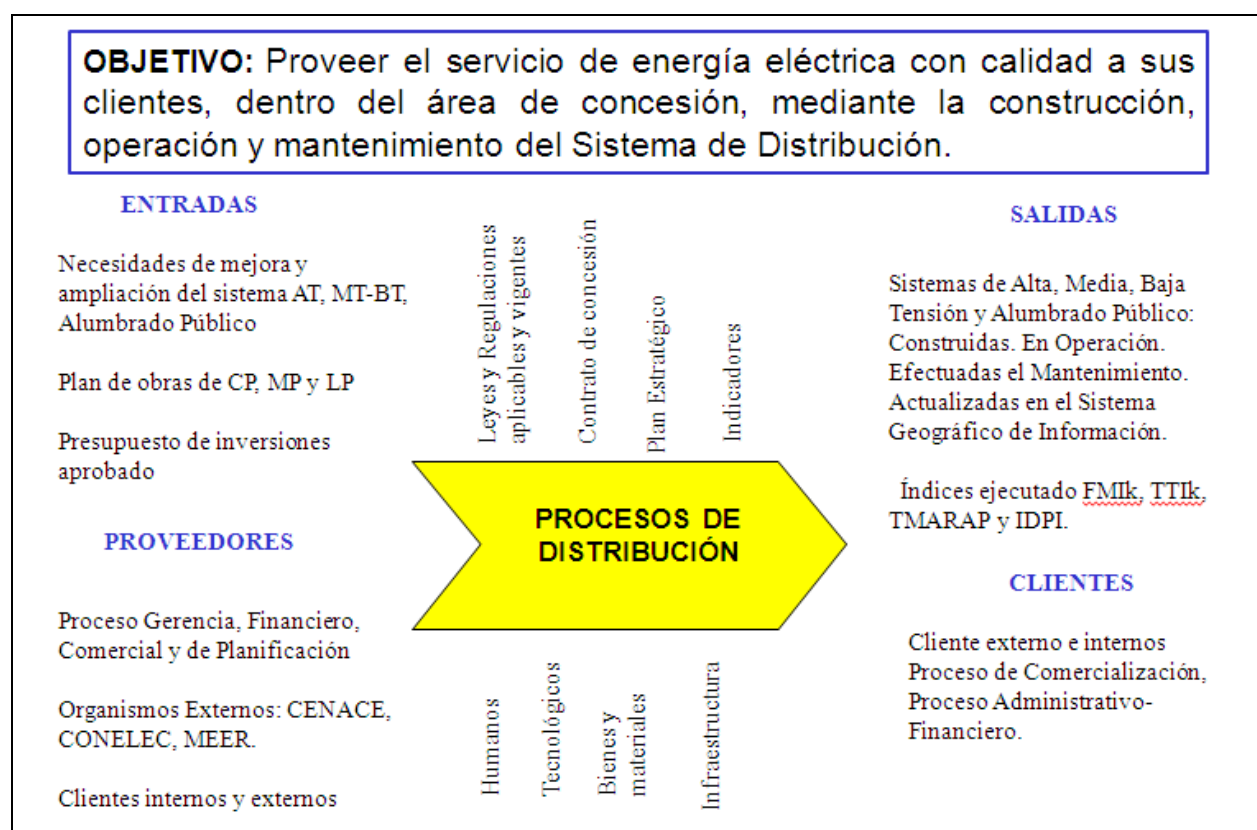 OBJETIVO: Proveer el servicio de energía eléctrica con calidad a sus
clientes, dentro del área de concesión, mediante la construcción,
operación y mantenimiento del Sistema de Distribución.
ENTRADAS
Necesidades de mejora y
ampliación del sistema AT, MT-BT,
Alumbrado Público
Plan de obras de CP, MP y LP
Presupuesto de inversiones
aprobado
PROVEEDORES
Proceso Gerencia, Financiero,
Comercial y de Planificación
Organismos Externos: CENACE,
CONELEC, MEER.
Clientes internos y externos
Leyes y Regulaciones
aplicables y vigentes
Contrato de concesión
Plan Estratégico
Indicadores
PROCESOS DE
DISTRIBUCIÓN
Humanos
Tecnológicos
Bienes y
materiales
Infraestructura
SALIDAS
Sistemas de Alta, Media, Baja
Tensión y Alumbrado Público:
Construidas. En Operación.
Efectuadas el Mantenimiento.
Actualizadas en el Sistema
Geográfico de Información.
Índices ejecutado FMIk, TTIk,
TMARAP y IDPI.
CLIENTES
Cliente externo e internos
Proceso de Comercialización,
Proceso Administrativo-
Financiero.